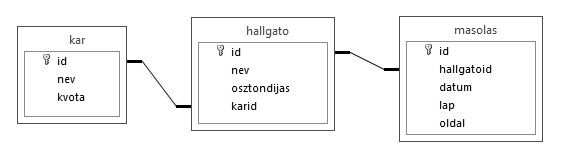 kar
id
nev
kvota
hallgato
id
nev
osztondijas
karid
masolas
id
hallgatoid
datum
lap
oldal